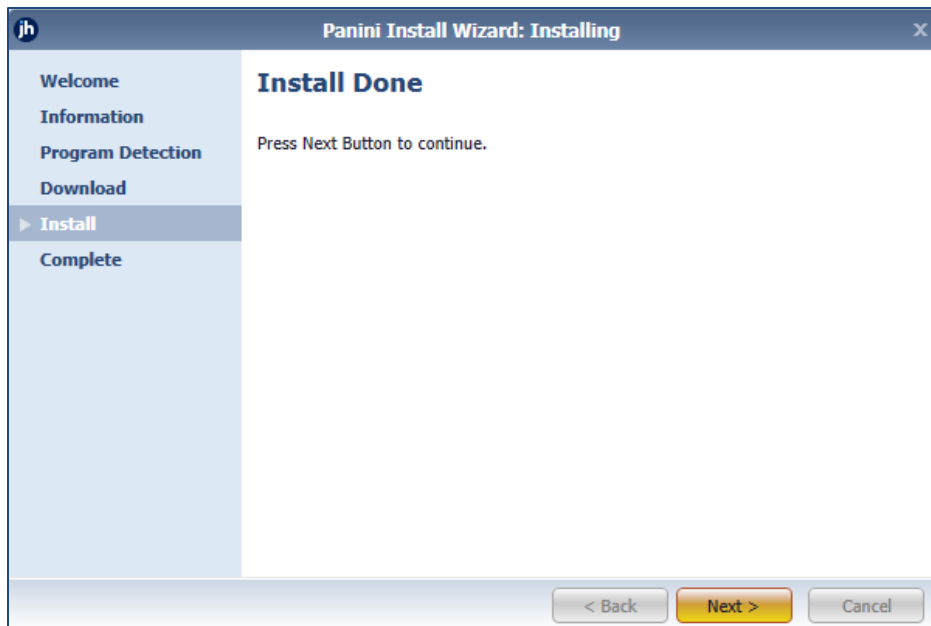 jh
Panini Install Wizard: Installing
x
Welcome
Information
Program Detection
Download
Install
Complete
Install Done
Press Next Button to continue.
< Back
Next >
Cancel